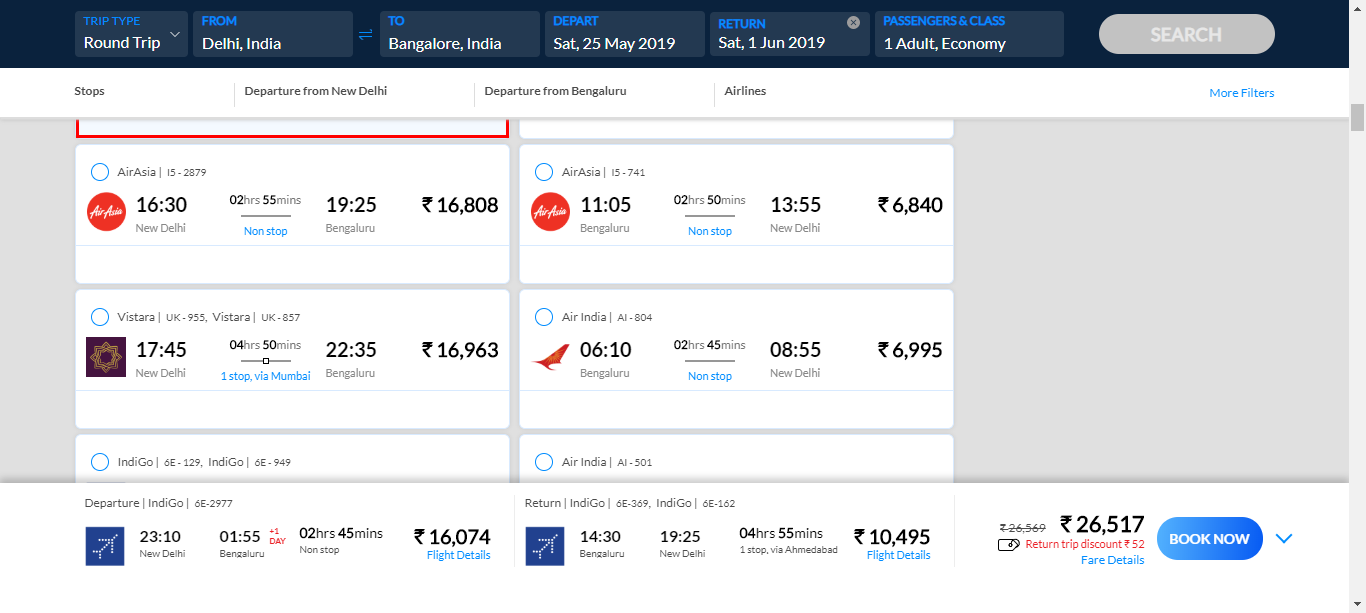 TRIP TYPE
Round Trip
FROM
Delhi, India
TO
Bangalore, India
DEPART
Sat, 25 May 2019
RETURN
Sat, 1 Jun 2019
PASSENGERS & CLASS
1 Adult, Economy
SEARCH
Stops
Departure from New Delhi
Departure from Bengaluru
Airlines
More Filters
AirAsia | I5 - 2879
AirAsia
16:30
New Delhi
02hrs 55mins
Non stop
19:25
Bengaluru
₹ 16,808
AirAsia | I5 - 741
AirAsia
11:05
Bengaluru
02hrs 50mins
Non stop
13:55
New Delhi
₹ 6,840
Vistara | UK - 955, Vistara | UK - 857
17:45
New Delhi
04hrs 50mins
1 stop, via Mumbai
22:35
Bengaluru
₹ 16,963
Air India | AI - 804
06:10
Bengaluru
02hrs 45mins
Non stop
08:55
New Delhi
₹ 6,995
IndiGo | 6E - 129, IndiGo | 6E - 949
Air India | AI - 501
Departure | IndiGo | 6E-2977
23:10
New Delhi
01:55
+1 DAY
Bengaluru
02hrs 45mins
Non stop
₹ 16,074
Flight Details
Return | IndiGo | 6E-369, IndiGo | 6E-162
14:30
Bengaluru
19:25
New Delhi
04hrs 55mins
1 stop, via Ahmedabad
₹ 10,495
Flight Details
₹ 26,569 ₹ 26,517
Return trip discount ₹ 52
Fare Details
BOOK NOW